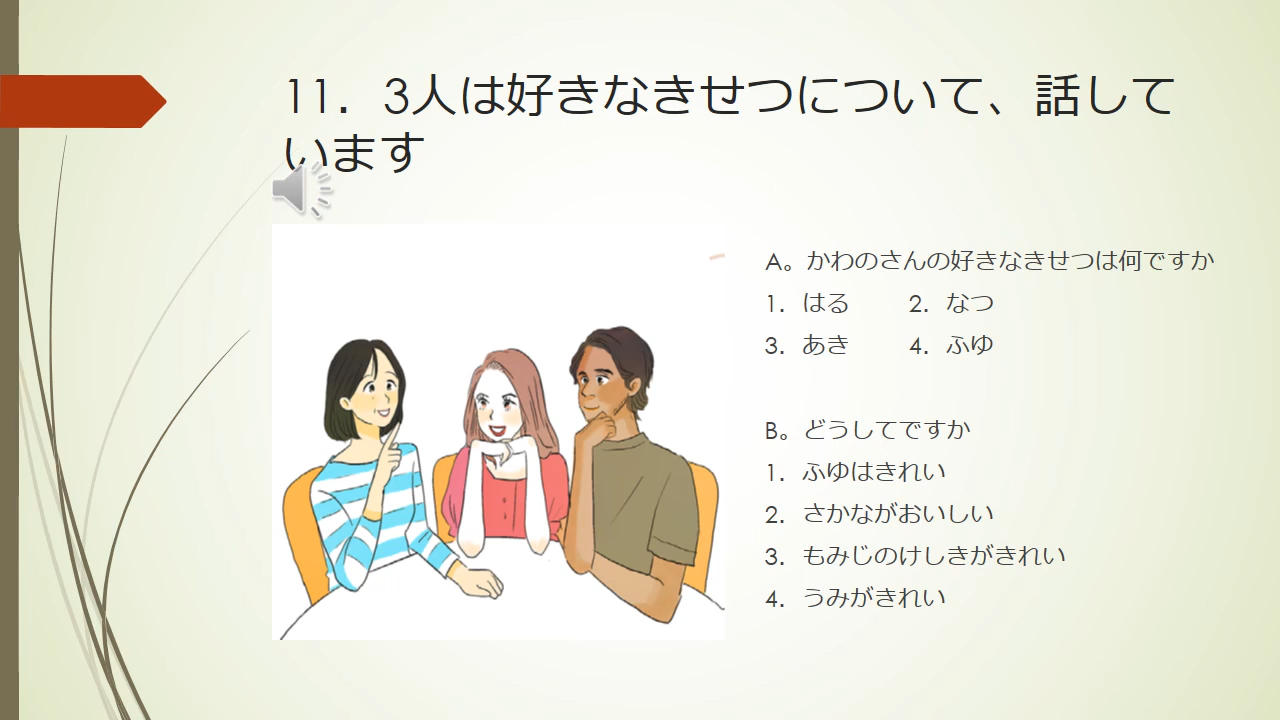 11．3人は好きなきせつについて、話して
います
A。かわのさんの好きなきせつは何ですか
1．はる　　2．なつ
3．あき　　4．ふゆ
B。どうしてですか
1．ふゆはきれい
2．さかながおいしい
3．もみじのけしきがきれい
4．うみがきれい